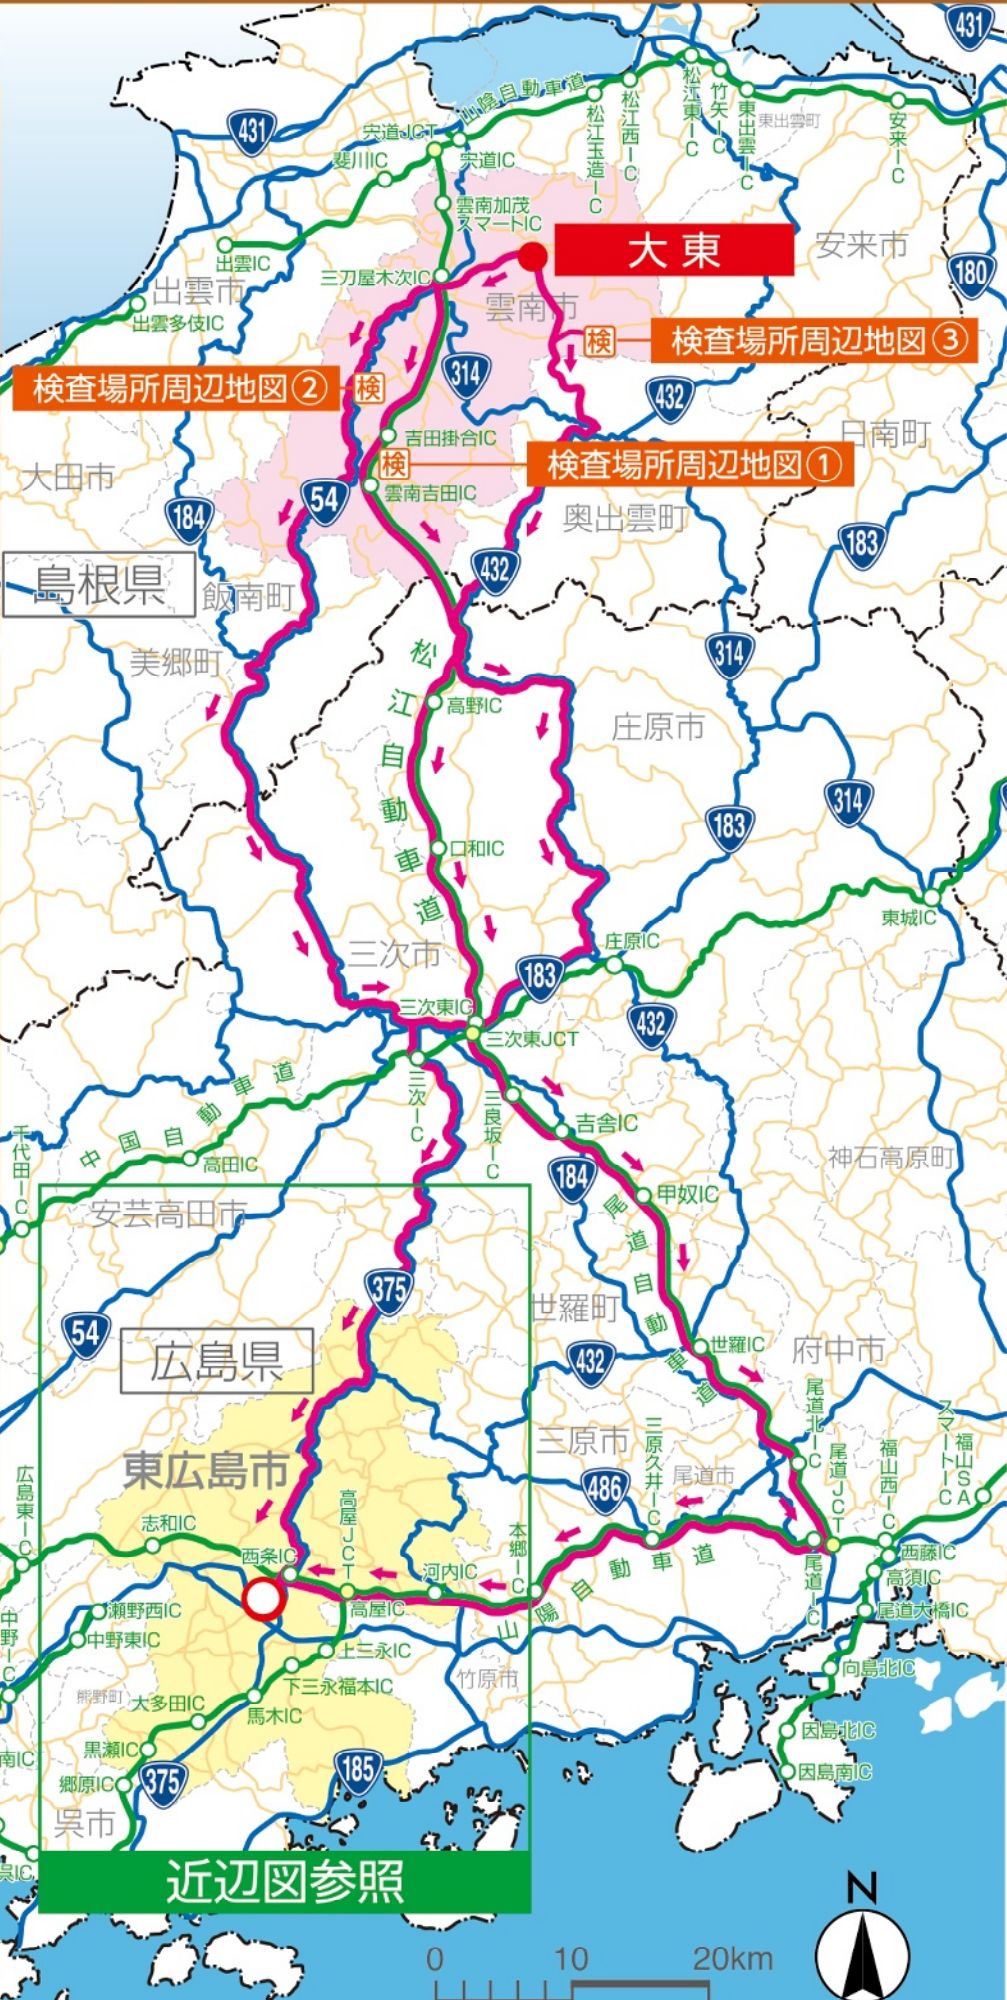 431
431
山陰自動車道
松江東IC
竹矢IC
東出雲IC
東出雲町
松江玉造IC
松江西IC
安来IC
宍道JCT
宍道IC
斐川IC
雲南加茂
スマートIC
大東
安来市
180
出雲IC
出雲市
三刀屋木次IC
雲南市
出雲多伎IC
検
検査場所周辺地図③
314
検査場所周辺地図②
検
432
日南町
吉田掛合IC
検
検査場所周辺地図①
大田市
雲南吉田IC
54
184
奥出雲町
183
432
島根県
飯南町
美郷町
314
松江自動車道
高野IC
庄原市
314
183
口和IC
東城IC
三次市
庄原IC
183
三次東IC
432
三次東JCT
中国自動車道
三次IC
三良坂IC
吉舎IC
千代田IC
高田IC
神石高原町
184
甲奴IC
安芸高田市
尾道自動車道
375
世羅町
54
世羅IC
府中市
広島県
432
尾道北IC
三原市
三原久井IC
尾道JCT
福山西IC
福山SA
スマートIC
東広島市
尾道市
486
広島東IC
高屋JCT
志和IC
本郷IC
西条IC
河内IC
山陽自動車道
尾道IC
西藤IC
高須IC
尾道大橋IC
高屋IC
瀬野西IC
中野東IC
中野IC
上三永IC
向島北IC
下三永福本IC
竹原市
熊野町
大多田IC
馬木IC
因島北IC
黒瀬IC
南IC
因島南IC
郷原IC
375
185
呉市
呉IC
近辺図参照
N
0 10 20km